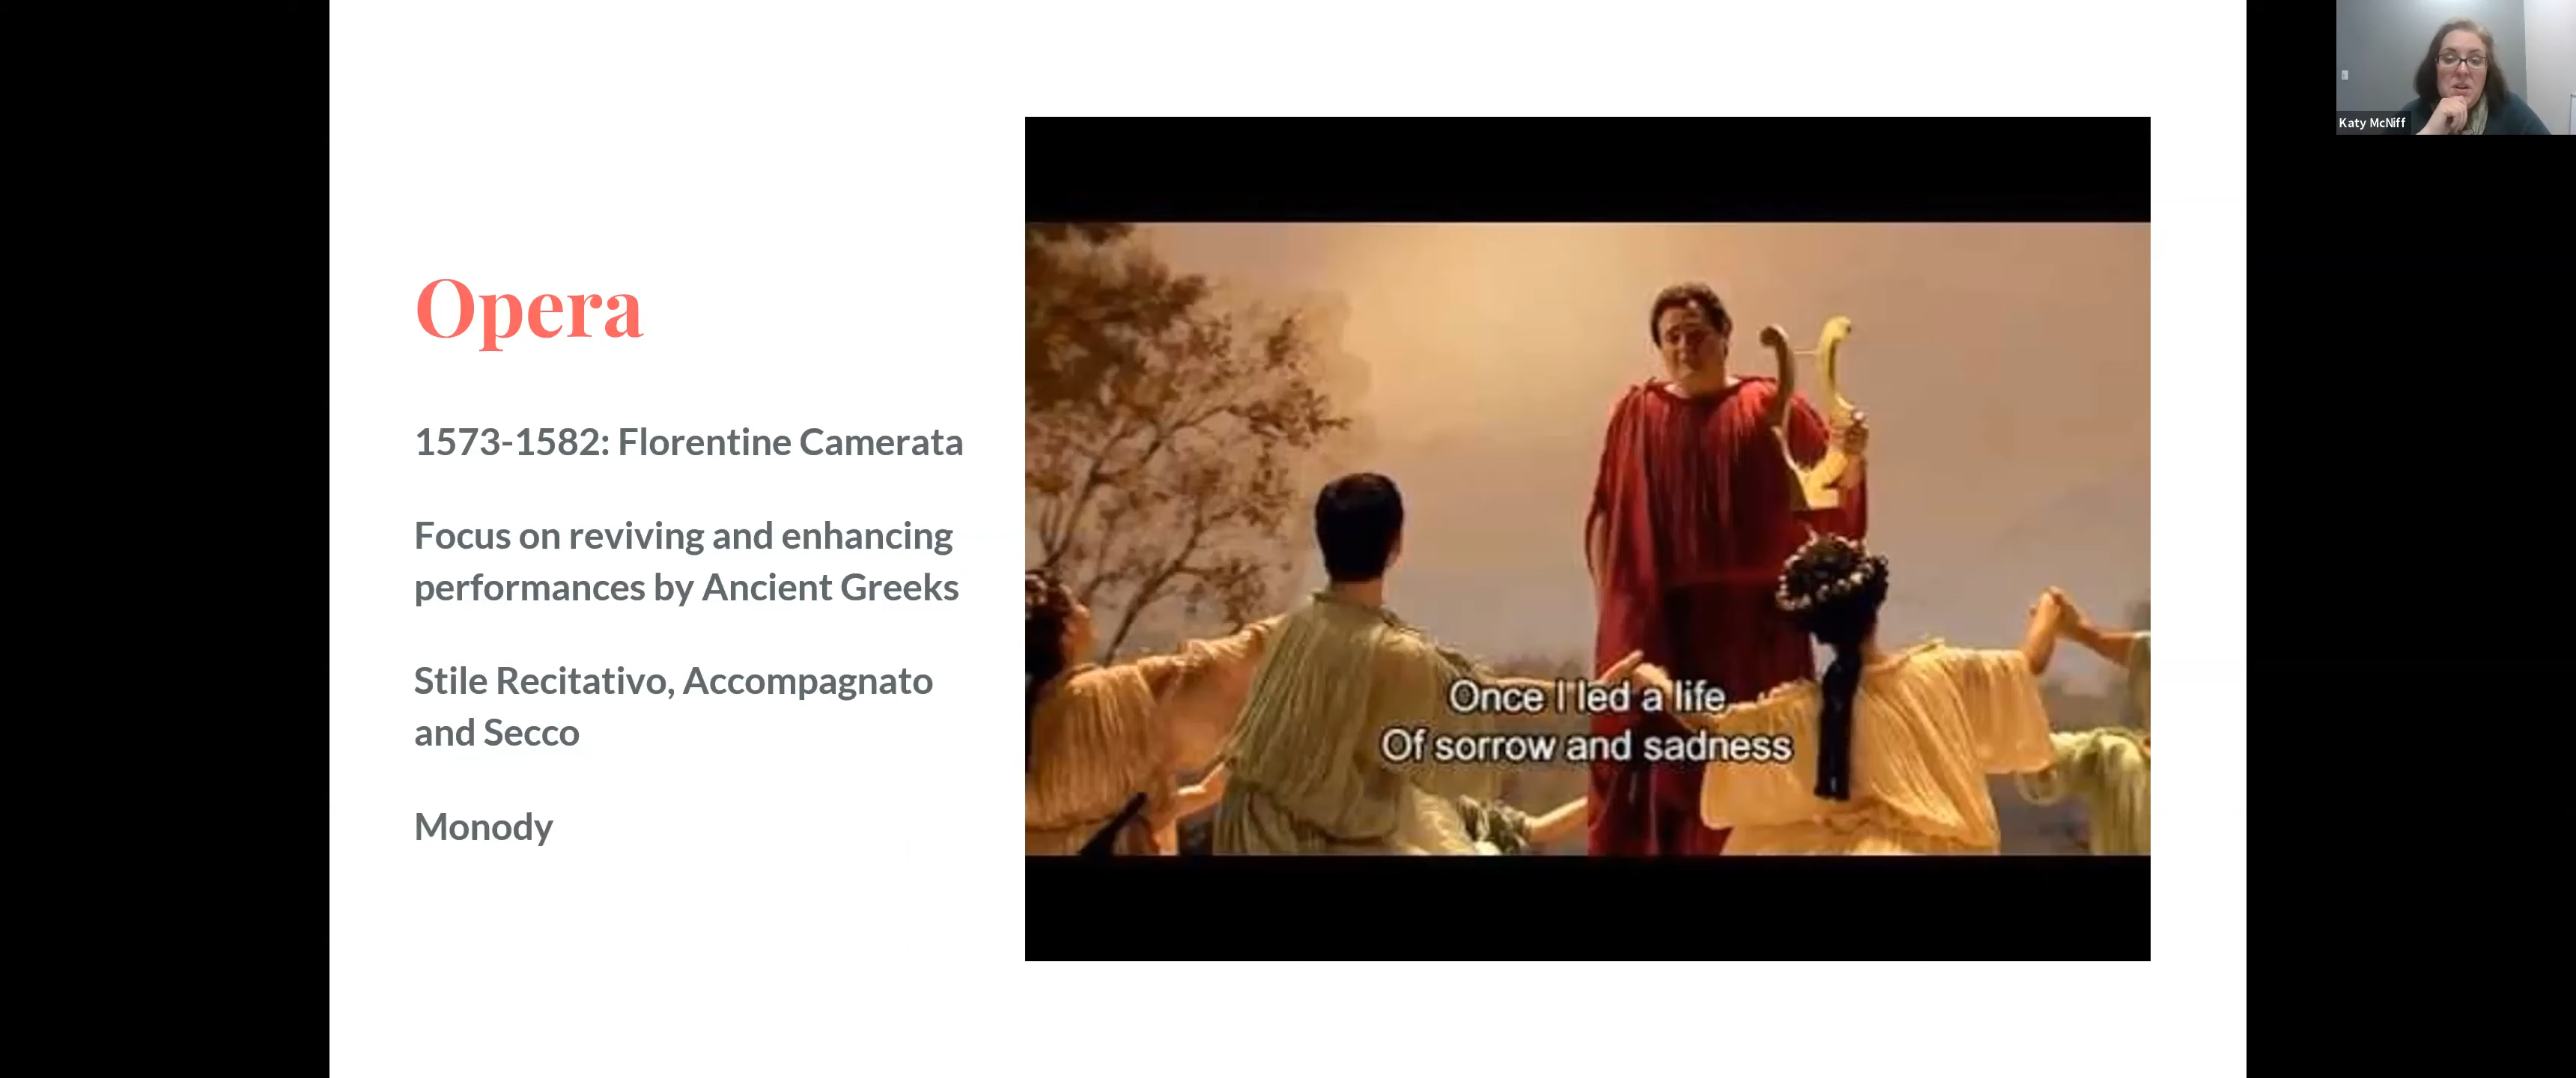 Opera
1573-1582: Florentine Camerata
Focus on reviving and enhancing
performances by Ancient Greeks
Stile Recitativo, Accompagnato
and Secco
Monody
Once I led a life
Of sorrow and sadness
Katy McNiff